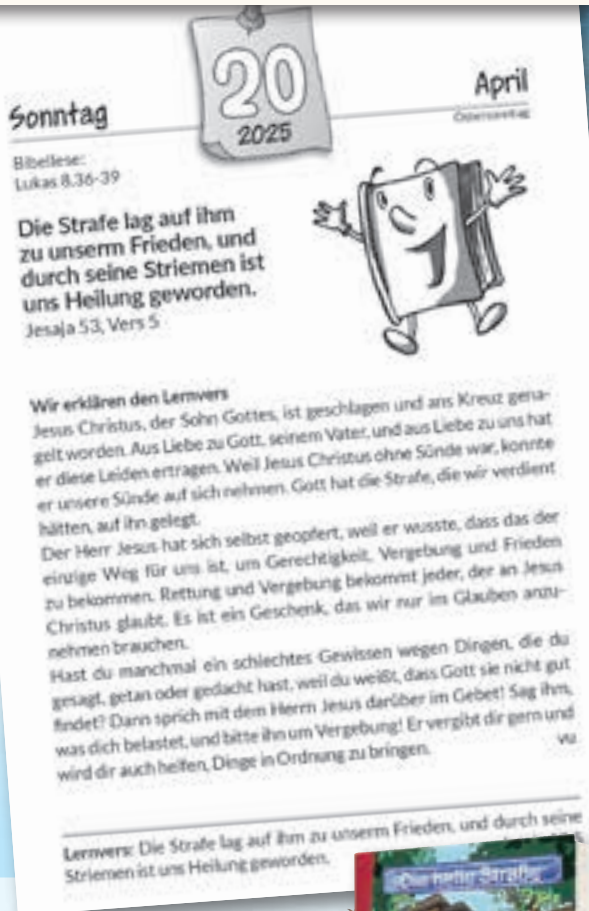 Sonntag
20
2025
April
Ostersonntag
Bibellese:
Lukas 8,36-39
Die Strafe lag auf ihm
zu unserm Frieden, und
durch seine Striemen ist
uns Heilung geworden.
Jesaja 53, Vers 5
Wir erklären den Lernvers
Jesus Christus, der Sohn Gottes, ist geschlagen und ans Kreuz gena-
gelt worden. Aus Liebe zu Gott, seinem Vater, und aus Liebe zu uns hat
er diese Leiden ertragen. Weil Jesus Christus ohne Sünde war, konnte
er unsere Sünde auf sich nehmen. Gott hat die Strafe, die wir verdient
hätten, auf ihn gelegt.
Der Herr Jesus hat sich selbst geopfert, weil er wusste, dass das der
einzige Weg für uns ist, um Gerechtigkeit, Vergebung und Frieden
zu bekommen. Rettung und Vergebung bekommt jeder, der an Jesus
Christus glaubt. Es ist ein Geschenk, das wir nur im Glauben anzu-
nehmen brauchen.
Hast du manchmal ein schlechtes Gewissen wegen Dingen, die du
gesagt, getan oder gedacht hast, weil du weißt, dass Gott sie nicht gut
findet? Dann sprich mit dem Herrn Jesus darüber im Gebet! Sag ihm,
was dich belastet, und bitte ihn um Vergebung! Er vergibt dir gern und
wird dir auch helfen, Dinge in Ordnung zu bringen.
vu
Lernvers: Die Strafe lag auf ihm zu unserm Frieden, und durch seine
Striemen ist uns Heilung geworden.